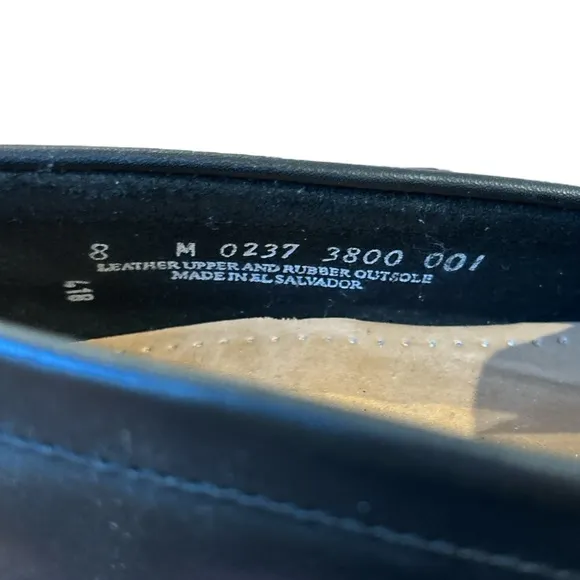 8 M 0237 3800 001
LEATHER UPPER AND RUBBER OUTSOLE
MADE IN EL SALVADOR
418